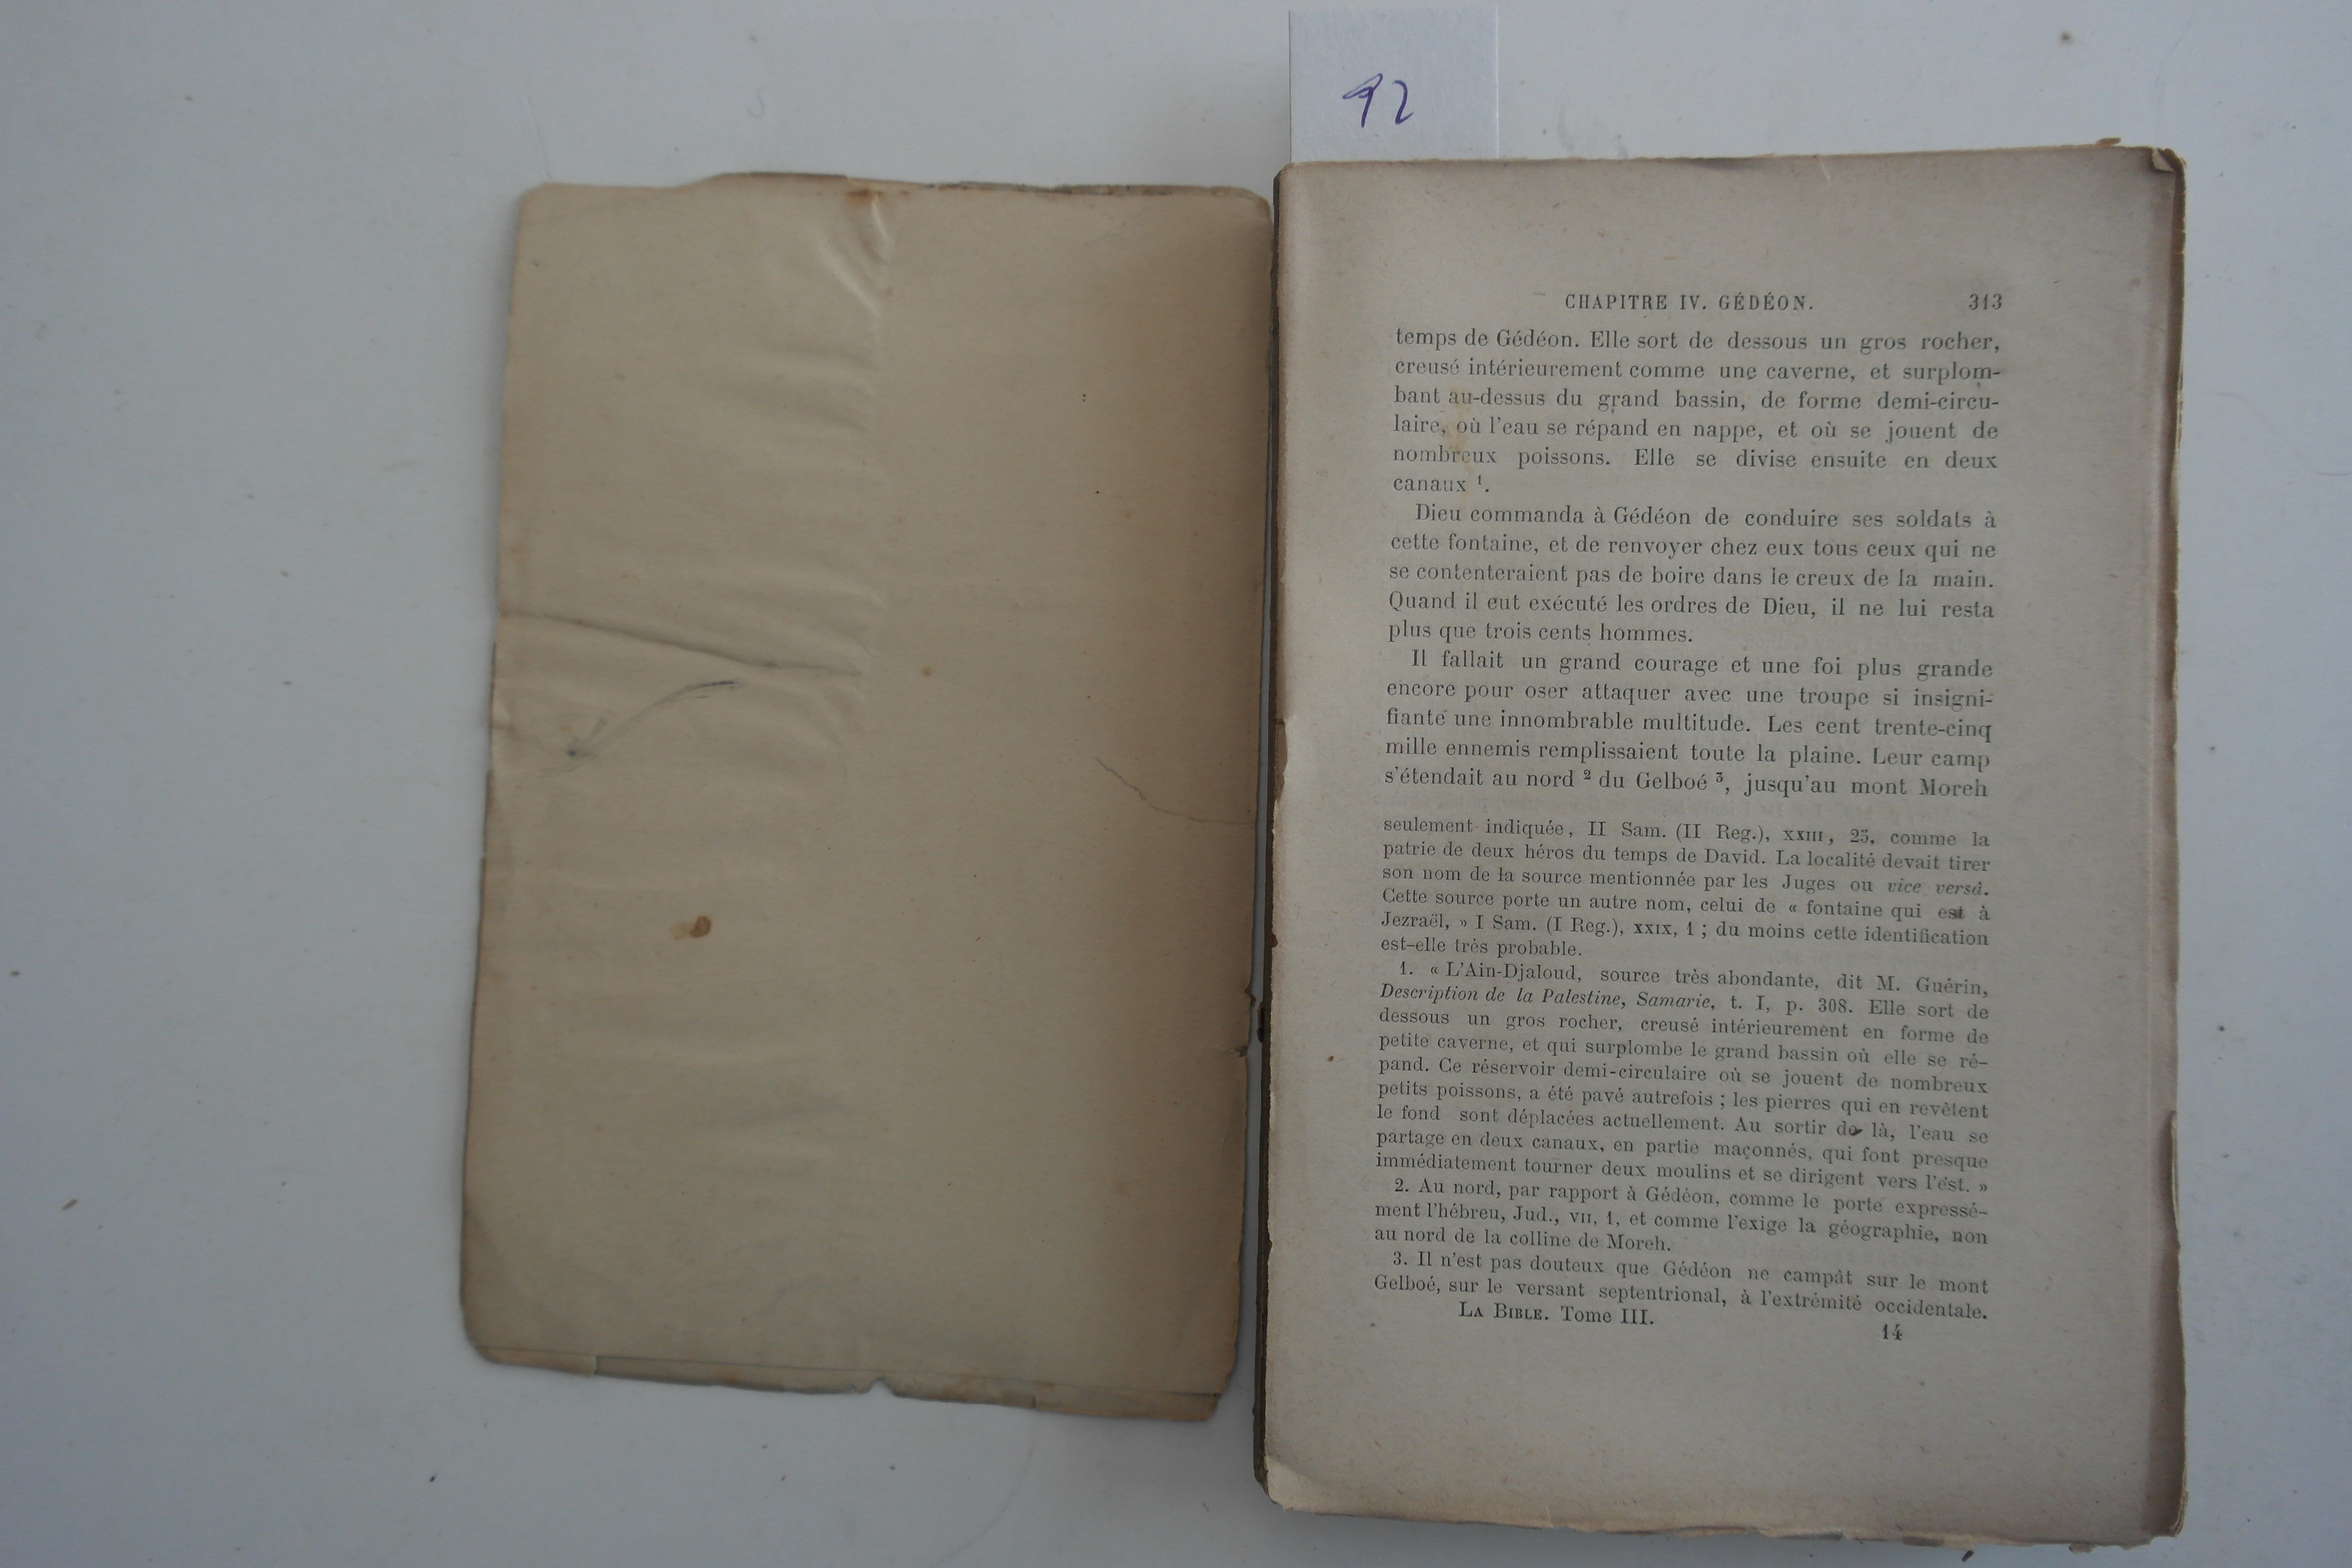 92
CHAPITRE IV. GÉDÉON. 313
temps de Gédéon. Elle sort de dessous un gros rocher,
creusé intérieurement comme une caverne, et surplom-
bant au-dessus du grand bassin, de forme demi-circu-
laire, où l'eau se répand en nappe, et où se jouent de
nombreux poissons. Elle se divise ensuite en deux
canaux ¹.
Dieu commanda à Gédéon de conduire ses soldats à
cette fontaine, et de renvoyer chez eux tous ceux qui ne
se contenteraient pas de boire dans le creux de la main.
Quand il eut exécuté les ordres de Dieu, il ne lui resta
plus que trois cents hommes.
Il fallait un grand courage et une foi plus grande
encore pour oser attaquer avec une troupe si insigni-
fiante une innombrable multitude. Les cent trente-cinq
mille ennemis remplissaient toute la plaine. Leur camp
s'étendait au nord ² du Gelboé ³, jusqu'au mont Moreh
seulement indiquée, II Sam. (II Reg.), XXIII, 25, comme la
patrie de deux héros du temps de David. La localité devait tirer
son nom de la source mentionnée par les Juges ou vice versâ.
Cette source porte un autre nom, celui de « fontaine qui est à
Jezraël, » I Sam. (I Reg.), XXIX, 1 ; du moins cette identification
est-elle très probable.
1. « L'Ain-Djaloud, source très abondante, dit M. Guérin,
Description de la Palestine, Samarie, t. I, p. 308. Elle sort de
dessous un gros rocher, creusé intérieurement en forme de
petite caverne, et qui surplombe le grand bassin où elle se ré-
pand. Ce réservoir demi-circulaire où se jouent de nombreux
petits poissons, a été pavé autrefois ; les pierres qui en revêtent
le fond sont déplacées actuellement. Au sortir de là, l'eau se
partage en deux canaux, en partie maçonnés, qui font presque
immédiatement tourner deux moulins et se dirigent vers l'est. »
2. Au nord, par rapport à Gédéon, comme le porte expressé-
ment l'hébreu, Jud., VII, 1, et comme l'exige la géographie, non
au nord de la colline de Moreh.
3. Il n'est pas douteux que Gédéon ne campât sur le mont
Gelboé, sur le versant septentrional, à l'extrémité occidentale.
LA BIBLE. Tome III. 14